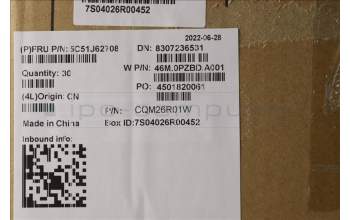 7S04026R00452
2022-06-28
(P)FRU P/N: 5C51J62708 DN: 8307236531
Quantity: 30 W P/N: 46M.0PZBD.A001
PO: 4501820061
(4L)Origin: CN
P/N: CQM26R01W
Made in China Box ID:7S04026R00452
Inbound info: